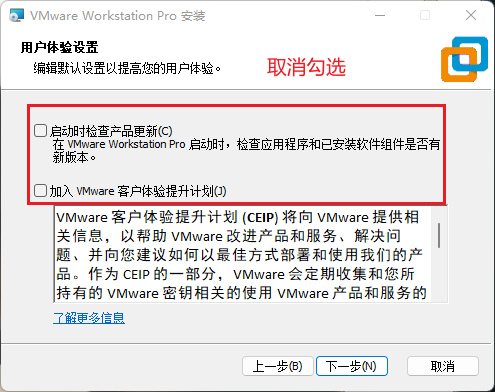 VMware Workstation Pro 安装
用户体验设置
编辑默认设置以提高您的用户体验。
取消勾选
启动时检查产品更新(C)
在 VMware Workstation Pro 启动时，检查应用程序和已安装软件组件是否有
新版本。
加入 VMware 客户体验提升计划(J)
VMware 客户体验提升计划 (CEIP) 将向 VMware 提供相
关信息，以帮助 VMware 改进产品和服务、解决问
题、并向您建议如何以最佳方式部署和使用我们的产
品。作为 CEIP 的一部分，VMware 会定期收集和您所
持有的 VMware 密钥相关的使用 VMware 产品和服务的
了解更多信息
上一步(B)
下一步(N)
取消